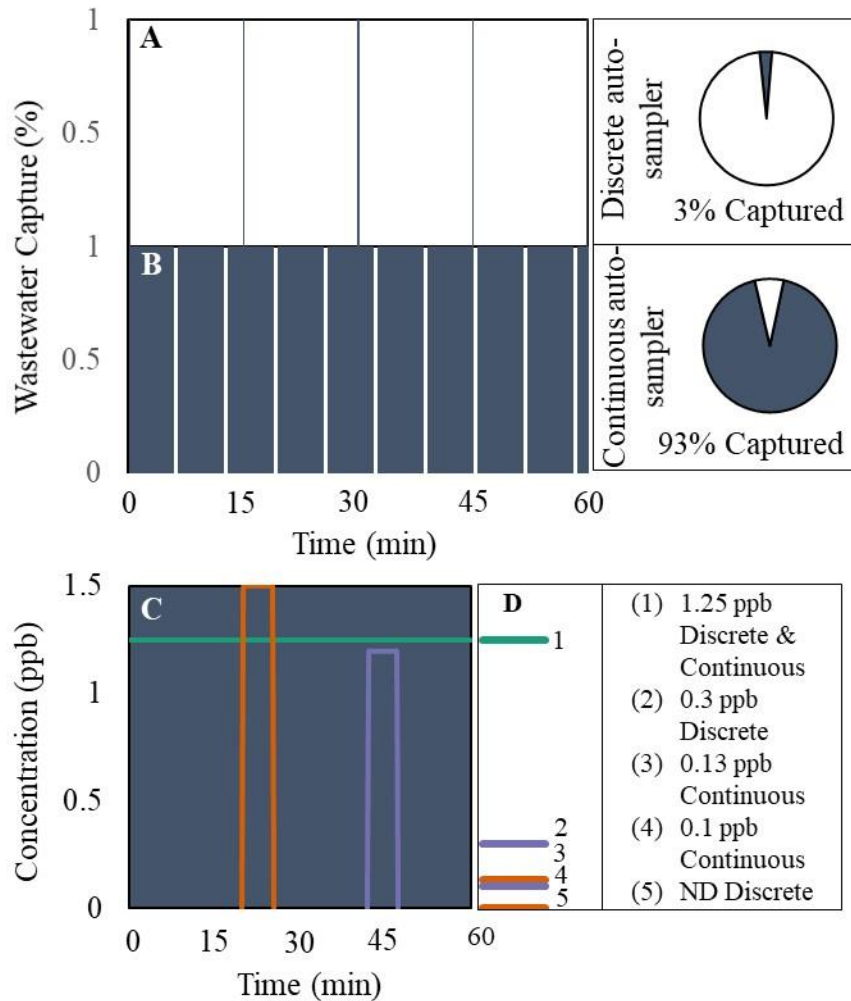 Wastewater Capture (%)
1
0.5
1
0.5
0
A
B
0
15
30
45
60
Time (min)
Discrete auto-
sampler
3% Captured
Continuous auto-
sampler
93% Captured
Concentration (ppb)
1.5
1
0.5
0
C
0
15
30
45
60
Time (min)
D
1
2
3
4
5
(1) 1.25 ppb
Discrete &
Continuous
(2) 0.3 ppb
Discrete
(3) 0.13 ppb
Continuous
(4) 0.1 ppb
Continuous
(5) ND Discrete